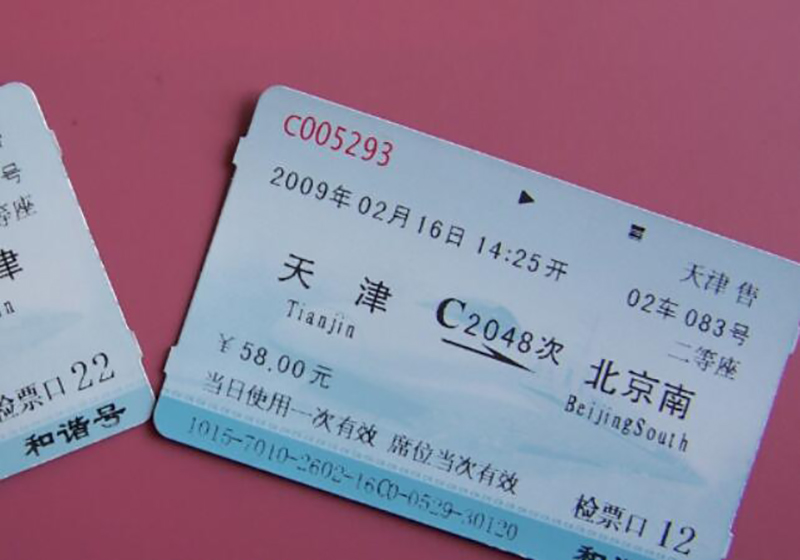 号
等座
津
检票口22
和谐号
C005293
2009年02月16日 14:25开
天津售
02车 083号
二等座
天 津
Tianjin
C2048次
北京南
BeijingSouth
¥58.00元
当日使用一次有效 席位当次有效
1015-7010-2602-16C0-0529-30120
检票口12